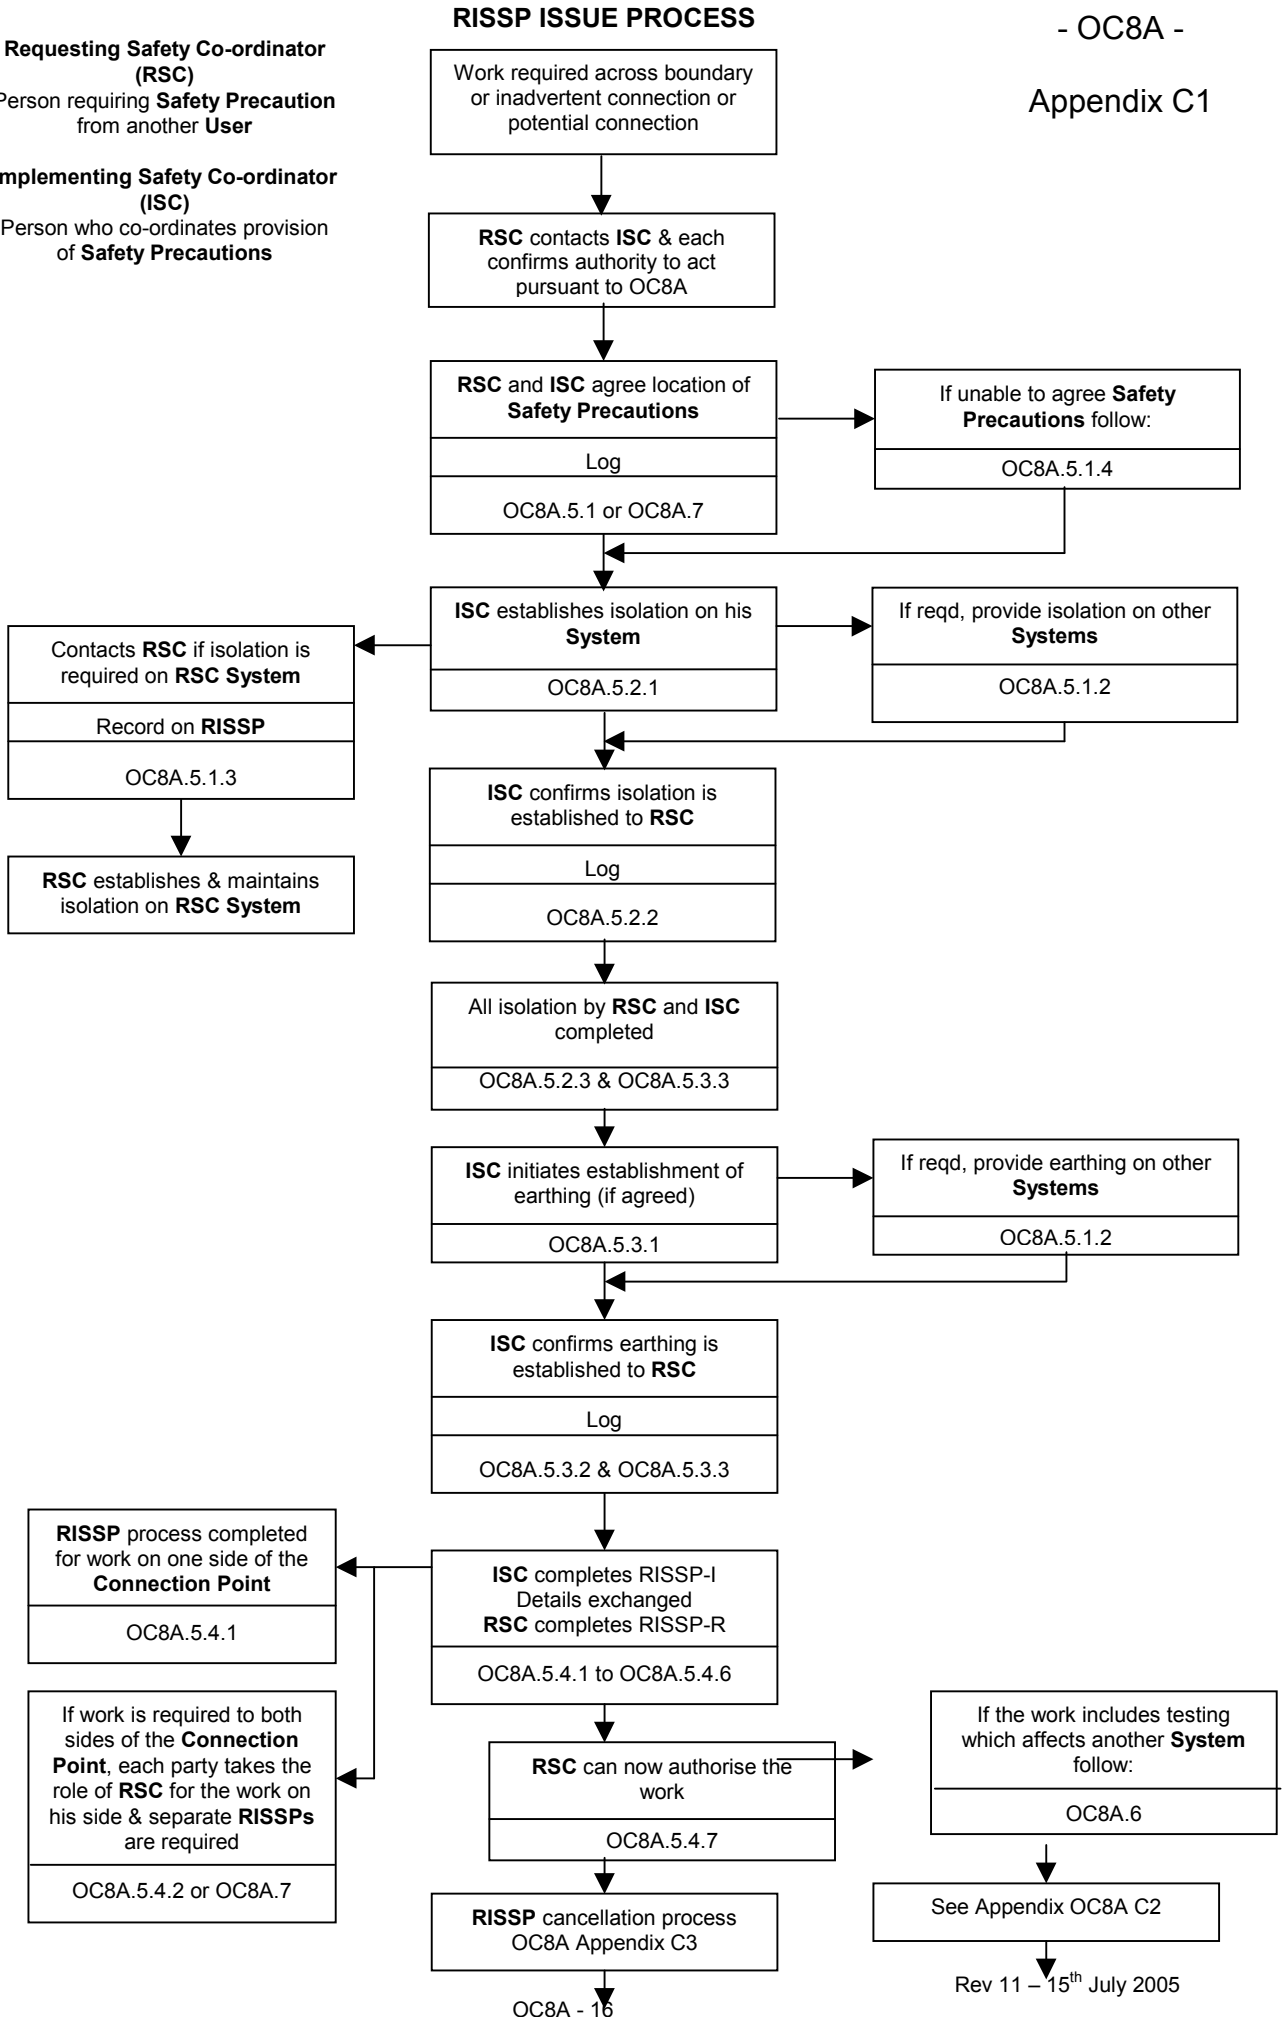 RISSP ISSUE PROCESS
- OC8A -
Appendix C1
Requesting Safety Co-ordinator
(RSC)
Person requiring Safety Precaution
from another User
mplementing Safety Co-ordinator
(ISC)
Person who co-ordinates provision
of Safety Precautions
Work required across boundary
or inadvertent connection or
potential connection
RSC contacts ISC & each
confirms authority to act
pursuant to OC8A
RSC and ISC agree location of
Safety Precautions
Log
OC8A.5.1 or OC8A.7
If unable to agree Safety
Precautions follow:
OC8A.5.1.4
ISC establishes isolation on his
System
OC8A.5.2.1
If reqd, provide isolation on other
Systems
OC8A.5.1.2
Contacts RSC if isolation is
required on RSC System
Record on RISSP
OC8A.5.1.3
RSC establishes & maintains
isolation on RSC System
ISC confirms isolation is
established to RSC
Log
OC8A.5.2.2
All isolation by RSC and ISC
completed
OC8A.5.2.3 & OC8A.5.3.3
ISC initiates establishment of
earthing (if agreed)
OC8A.5.3.1
If reqd, provide earthing on other
Systems
OC8A.5.1.2
ISC confirms earthing is
established to RSC
Log
OC8A.5.3.2 & OC8A.5.3.3
RISSP process completed
for work on one side of the
Connection Point
OC8A.5.4.1
ISC completes RISSP-I
Details exchanged
RSC completes RISSP-R
OC8A.5.4.1 to OC8A.5.4.6
If work is required to both
sides of the Connection
Point, each party takes the
role of RSC for the work on
his side & separate RISSPs
are required
OC8A.5.4.2 or OC8A.7
RSC can now authorise the
work
OC8A.5.4.7
If the work includes testing
which affects another System
follow:
OC8A.6
RISSP cancellation process
OC8A Appendix C3
See Appendix OC8A C2
OC8A - 16
Rev 11 – 15th July 2005